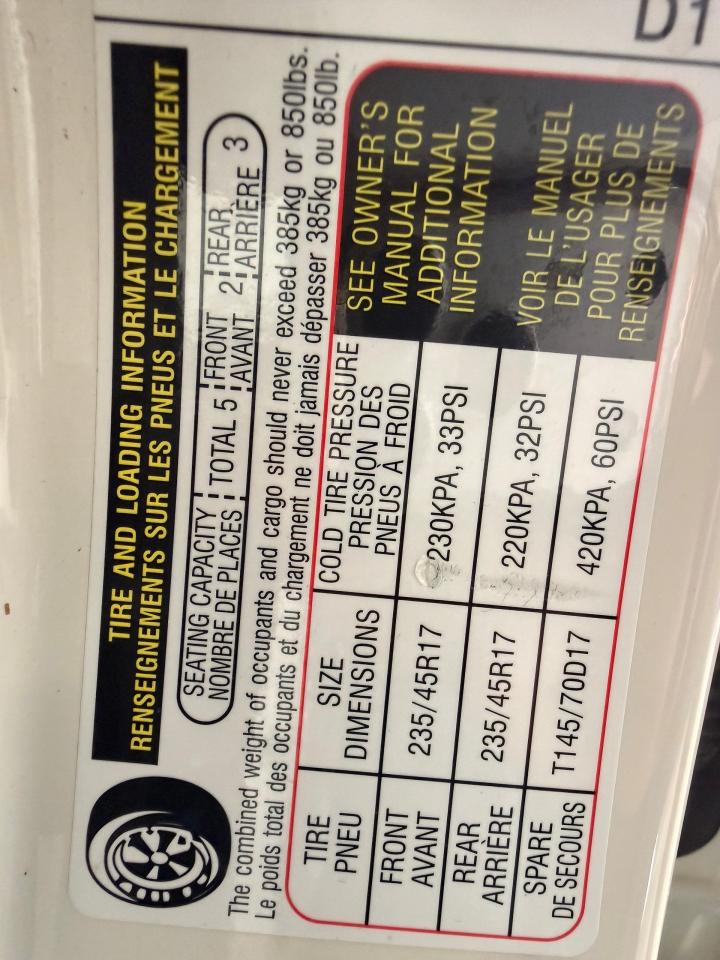 D1
TIRE AND LOADING INFORMATION
RENSEIGNEMENTS SUR LES PNEUS ET LE CHARGEMENT
SEATING CAPACITY
NOMBRE DE PLACES
TOTAL 5
FRONT
AVANT
2
REAR
ARRIÈRE
3
The combined weight of occupants and cargo should never exceed 385kg or 850lbs.
Le poids total des occupants et du chargement ne doit jamais dépasser 385kg ou 850lb.
TIRE
PNEU
SIZE
DIMENSIONS
COLD TIRE PRESSURE
PRESSION DES
PNEUS À FROID
FRONT
AVANT
235/45R17
230KPA, 33PSI
REAR
ARRIÈRE
235/45R17
220KPA, 32PSI
SPARE
DE SECOURS
T145/70D17
420KPA, 60PSI
SEE OWNER'S
MANUAL FOR
ADDITIONAL
INFORMATION
VOIR LE MANUEL
DE L'USAGER
POUR PLUS DE
RENSEIGNEMENTS